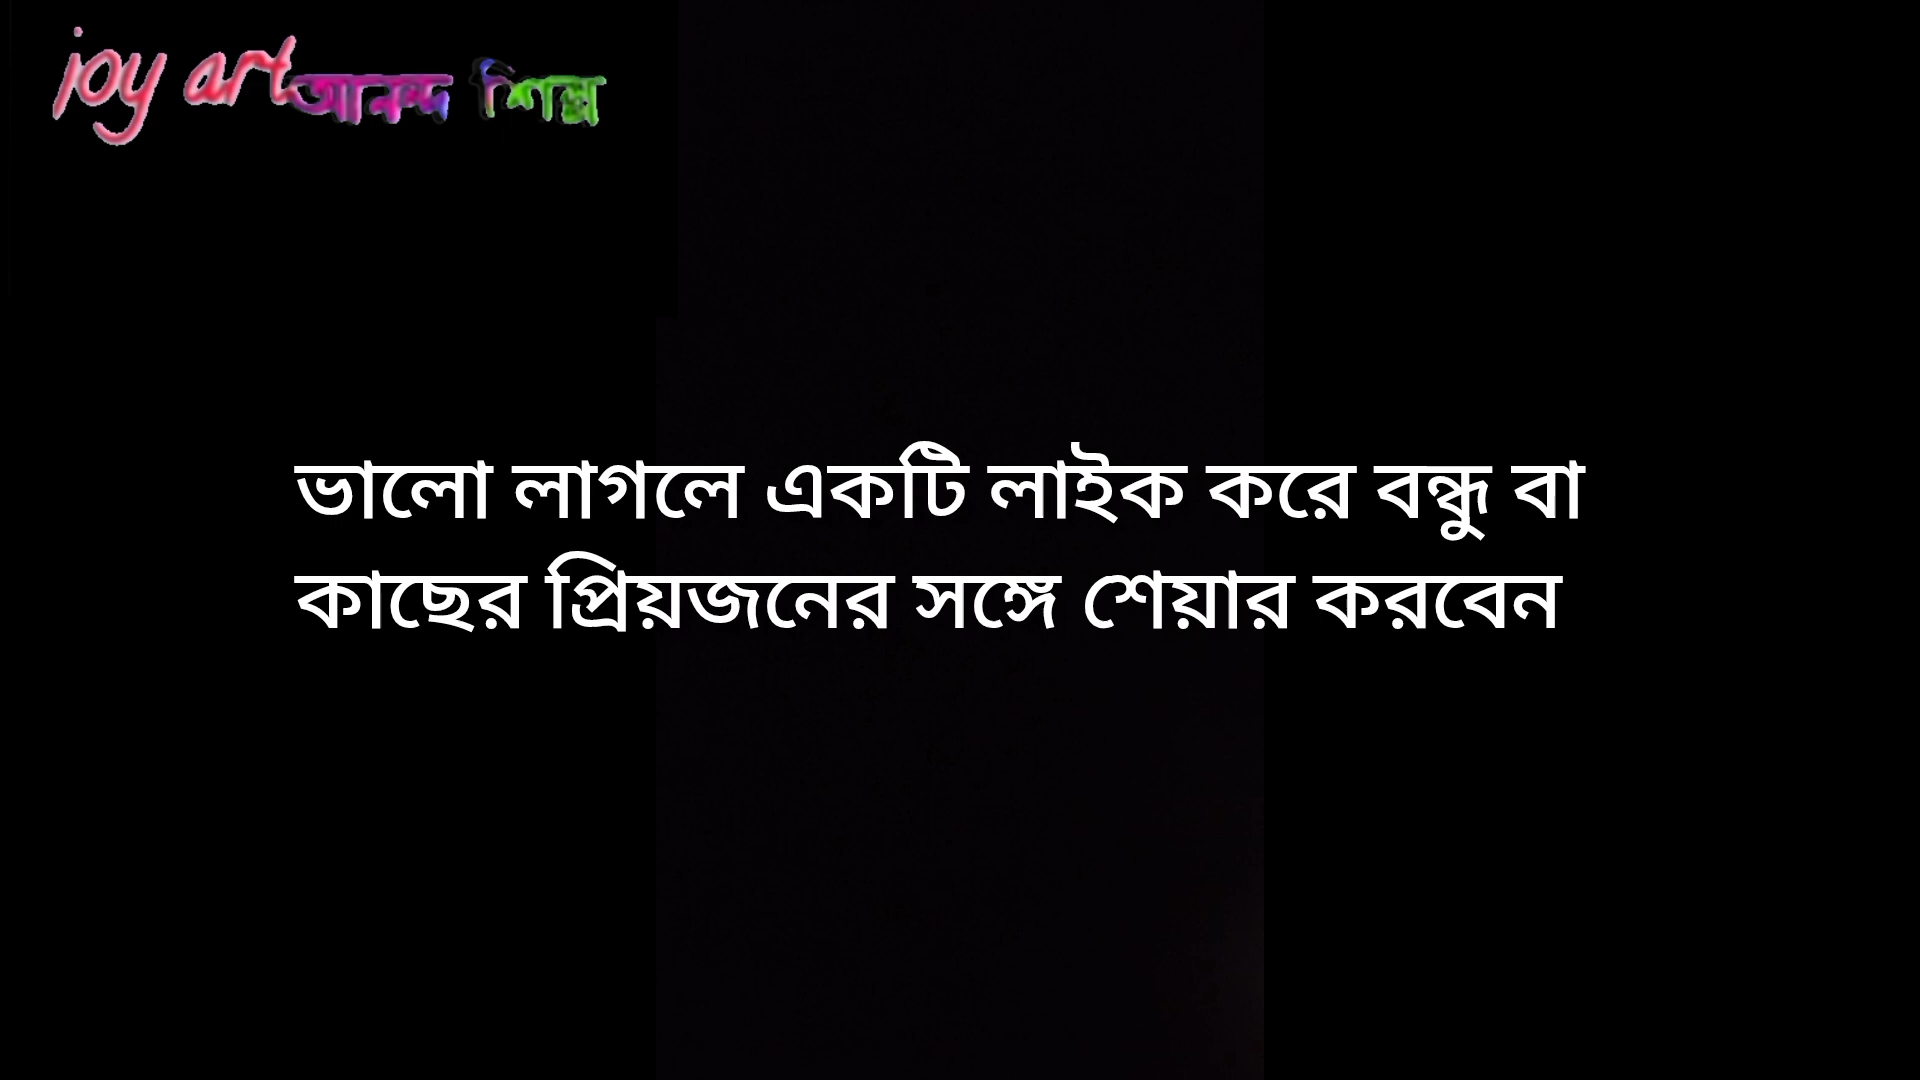 joy art আনন্দ শিল্প
ভালো লাগলে একটি লাইক করে বন্ধু বা
কাছের প্রিয়জনের সঙ্গে শেয়ার করবেন